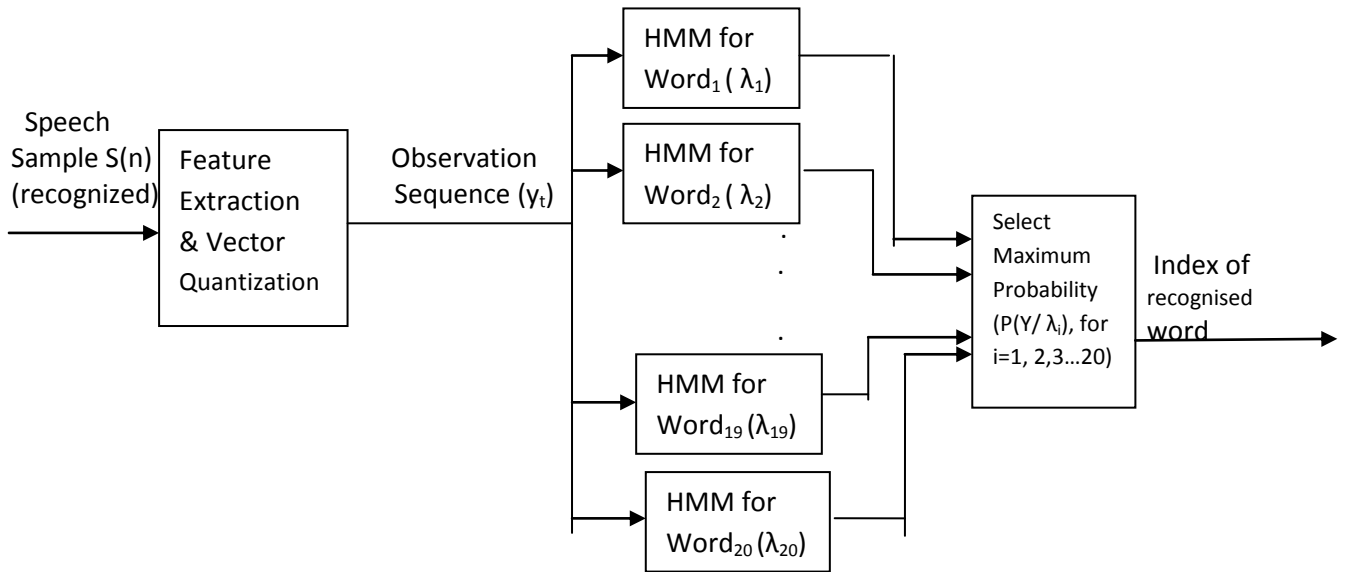 Speech
Sample S(n)
(recognized)
Feature
Extraction
& Vector
Quantization
Observation
Sequence (yₜ)
HMM for
Word₁ ( λ₁)
HMM for
Word₂ ( λ₂)
.
.
.
HMM for
Word₁₉ (λ₁₉)
HMM for
Word₂₀ (λ₂₀)
Select
Maximum
Probability
(P(Y/ λᵢ), for
i=1, 2,3...20)
Index of
recognised
word